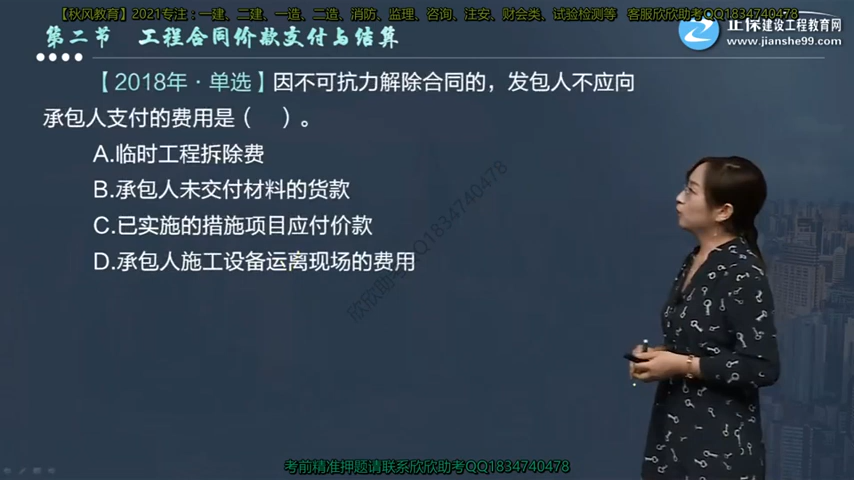 【秋风教育】2021专注：一建、二建、一造、二造、消防、监理、咨询、注安、财会类、试验检测等 客服欣欣助考QQ1834740478
第二节 工程合同价款交付与结算
正保建设工程教育网
www.jianshe99.com
【2018年·单选】因不可抗力解除合同的，发包人不应向
承包人支付的费用是（ ）。
A.临时工程拆除费
B.承包人未交付材料的货款
C.已实施的措施项目应付价款
D.承包人施工设备运离现场的费用
欣欣助考QQ1834740478
考前精准押题请联系欣欣助考QQ1834740478